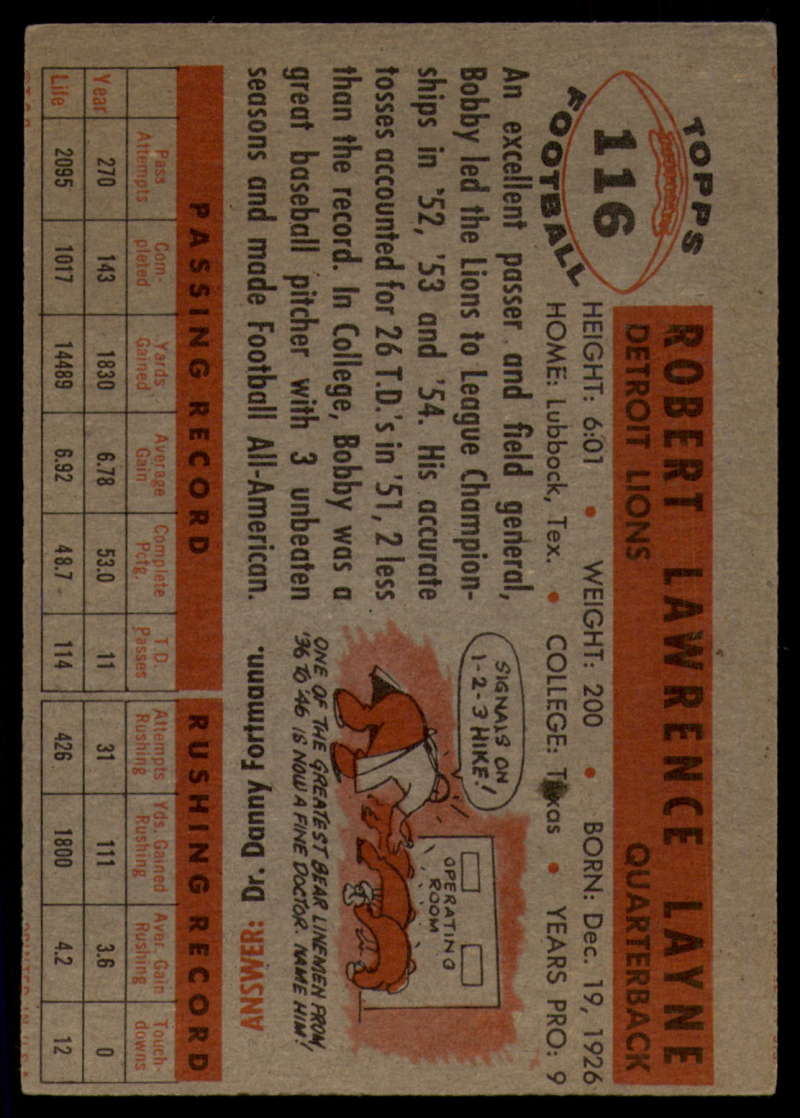 TOPPS
116
FOOTBALL
ROBERT LAWRENCE LAYNE
DETROIT LIONS QUARTERBACK
HEIGHT: 6:01 • WEIGHT: 200 • BORN: Dec. 19, 1926
HOME: Lubbock, Tex. • COLLEGE: Texas • YEARS PRO: 9
An excellent passer and field general,
Bobby led the Lions to League Champion-
ships in '52, '53 and '54. His accurate
tosses accounted for 26 T.D.'s in '51, 2 less
than the record. In College, Bobby was a
great baseball pitcher with 3 unbeaten
seasons and made Football All-American.
SIGNALS ON
1-2-3 HIKE!
OPERATING
ROOM
ONE OF THE GREATEST BEAR LINEMEN FROM
'36 TO '46 IS NOW A FINE DOCTOR. NAME HIM!
ANSWER: Dr. Danny Fortmann.
PASSING RECORD RUSHING RECORD
Pass Attempts Com-pleted Yards Gained Average Gain Complete Pctg. T.D. Passes Attempts Rushing Yds. Gained Rushing Aver. Gain Rushing Touch-downs
Year 270 143 1830 6.78 53.0 11 31 111 3.6 0
Life 2095 1017 14489 6.92 48.7 114 426 1800 4.2 12